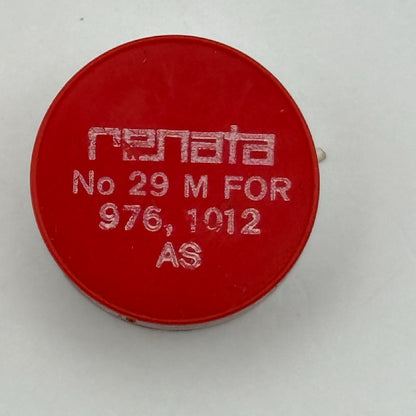 renata
No 29 M FOR
976, 1012
AS